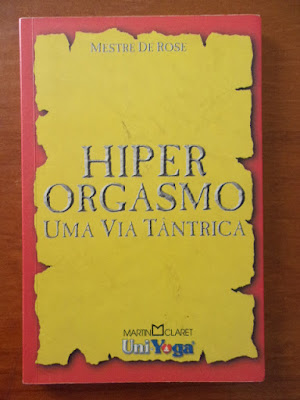 MESTRE DE ROSE
HIPER
ORGASMO
UMA VIA TÂNTRICA
MARTIN CLARET
UniYoga®